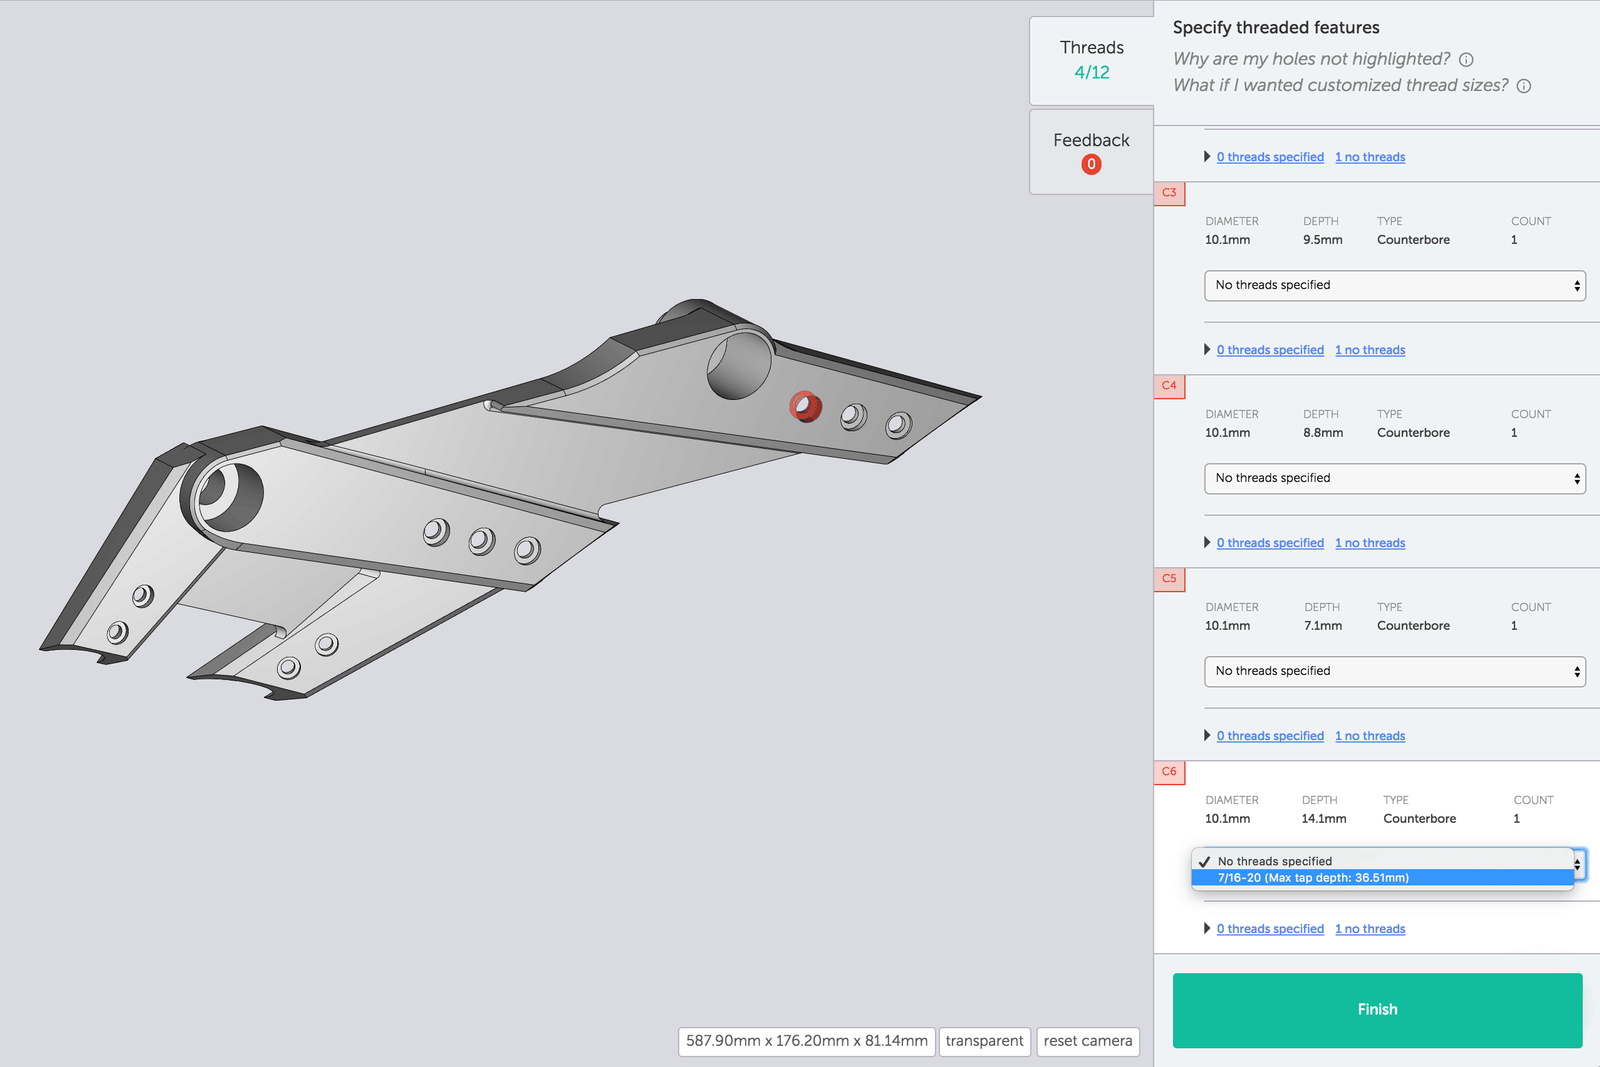 Threads
4/12
Feedback
0
Specify threaded features
Why are my holes not highlighted?
What if I wanted customized thread sizes?
0 threads specified 1 no threads
C3
DIAMETER DEPTH TYPE COUNT
10.1mm 9.5mm Counterbore 1
No threads specified
0 threads specified 1 no threads
C4
DIAMETER DEPTH TYPE COUNT
10.1mm 8.8mm Counterbore 1
No threads specified
0 threads specified 1 no threads
C5
DIAMETER DEPTH TYPE COUNT
10.1mm 7.1mm Counterbore 1
No threads specified
0 threads specified 1 no threads
C6
DIAMETER DEPTH TYPE COUNT
10.1mm 14.1mm Counterbore 1
No threads specified
7/16-20 (Max tap depth: 36.51mm)
0 threads specified 1 no threads
Finish
587.90mm x 176.20mm x 81.14mm transparent reset camera